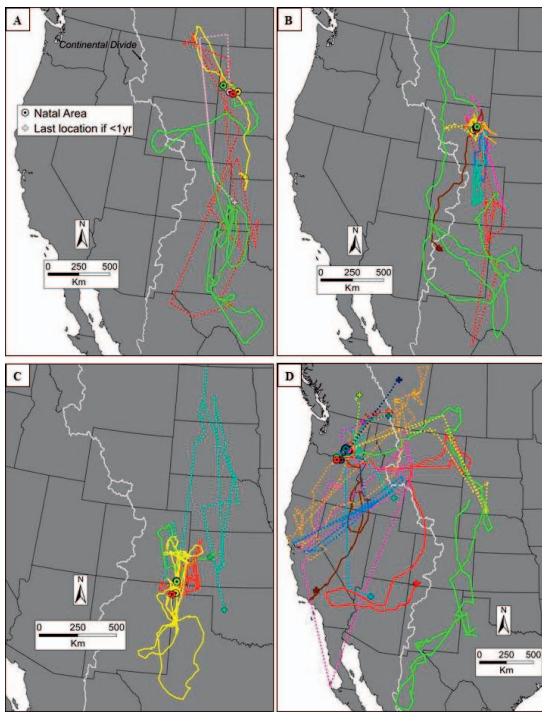 A
Continental Divide
Natal Area
Last location if <1yr
N
0 250 500
Km
B
N
0 250 500
Km
C
N
0 250 500
Km
D
N
0 250 500
Km